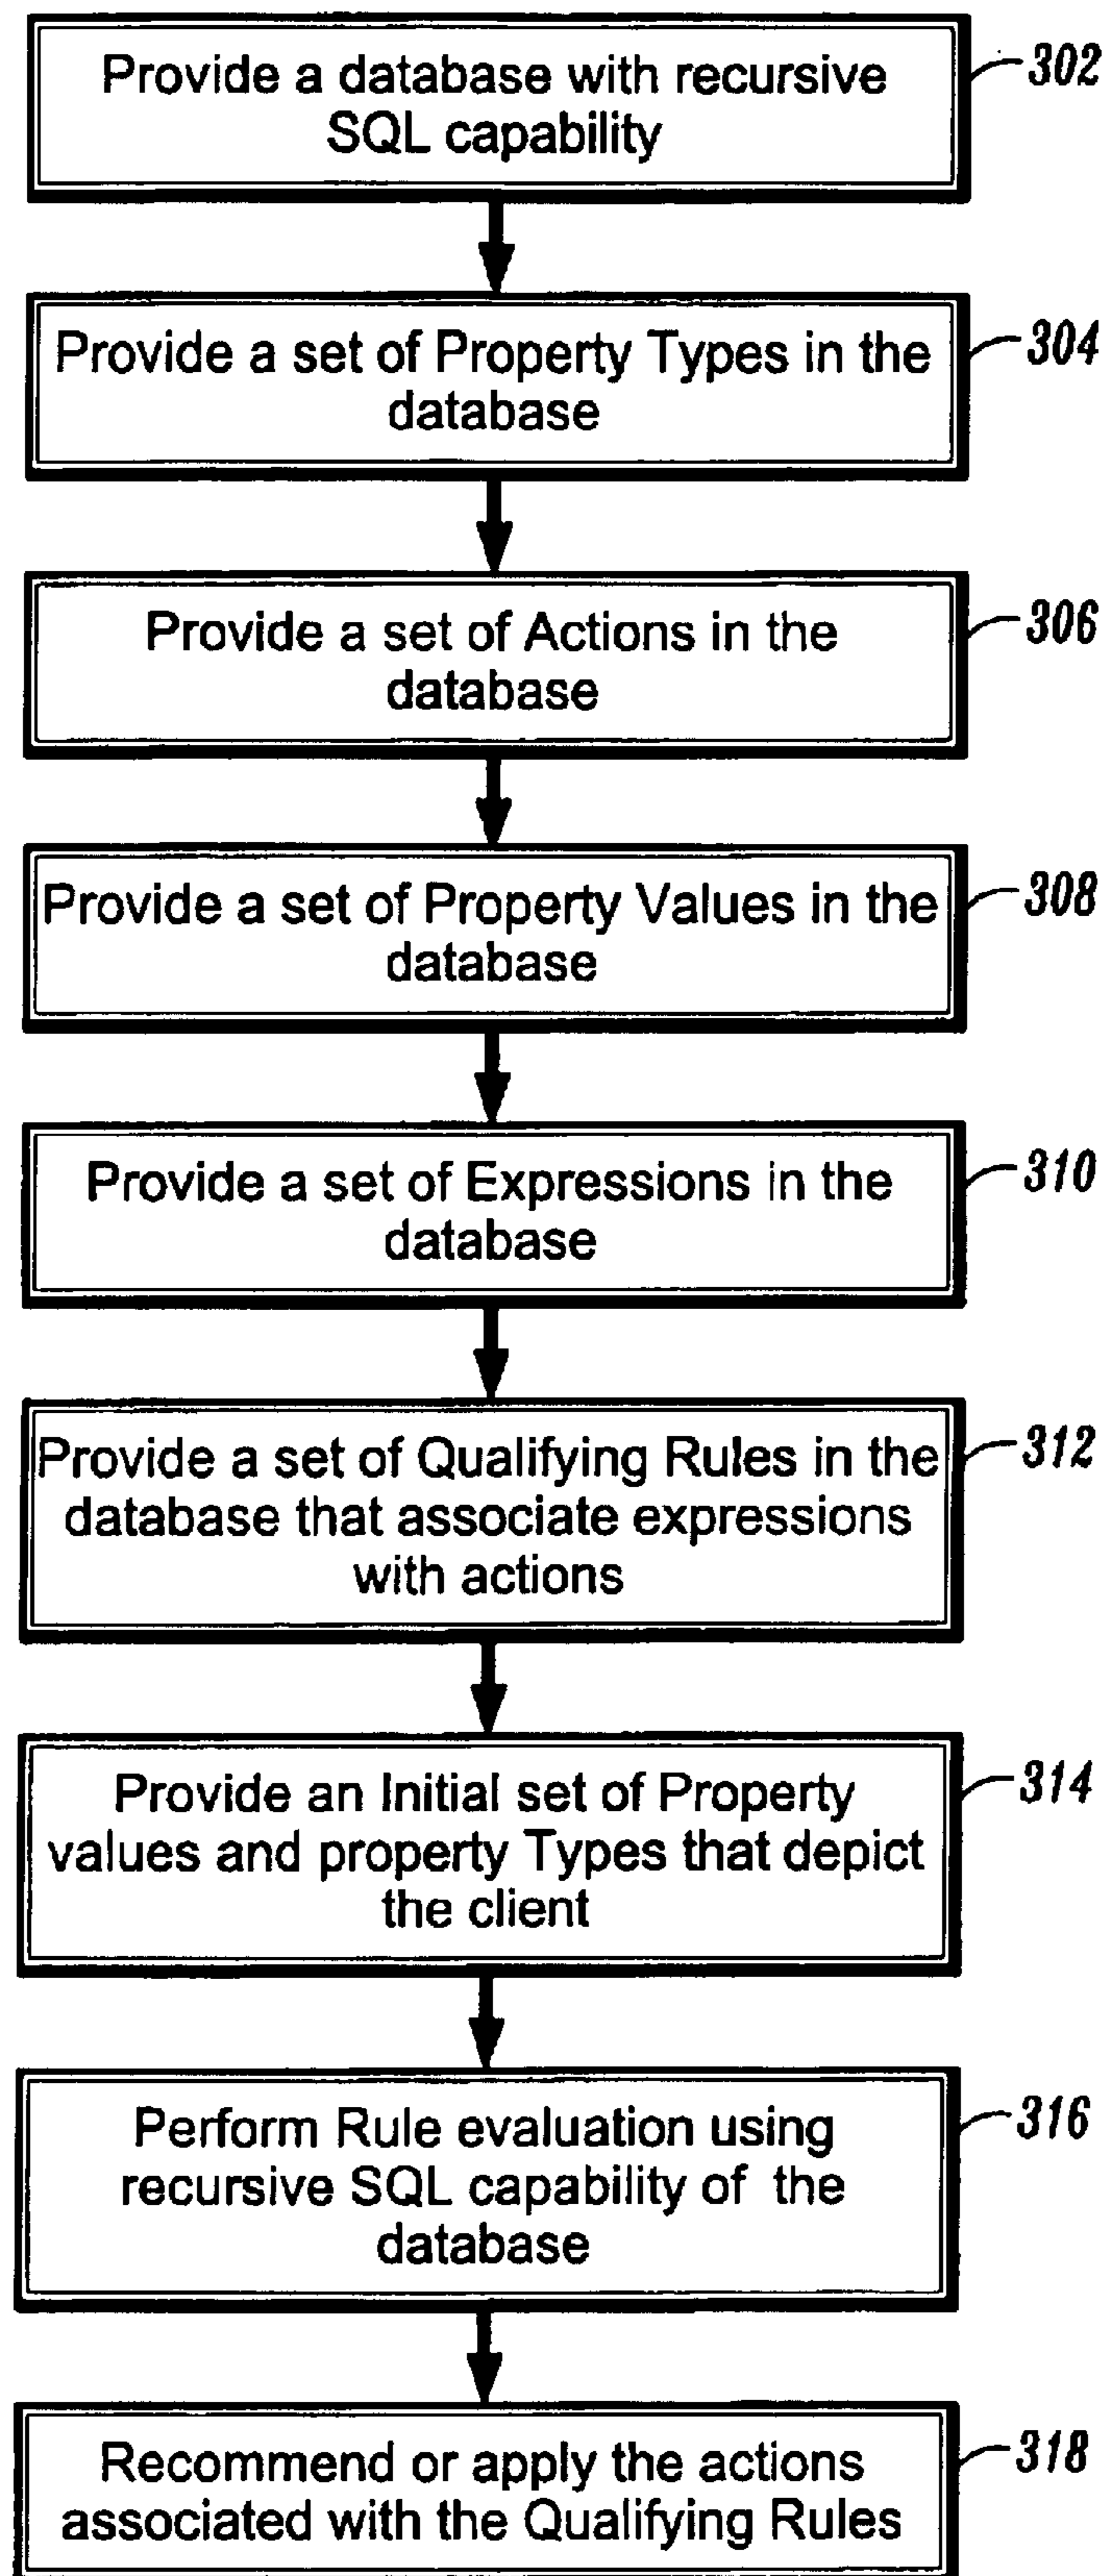 Provide a database with recursive
SQL capability
302
Provide a set of Property Types in the
database
304
Provide a set of Actions in the
database
306
Provide a set of Property Values in the
database
308
Provide a set of Expressions in the
database
310
Provide a set of Qualifying Rules in the
database that associate expressions
with actions
312
Provide an Initial set of Property
values and property Types that depict
the client
314
Perform Rule evaluation using
recursive SQL capability of the
database
316
Recommend or apply the actions
associated with the Qualifying Rules
318